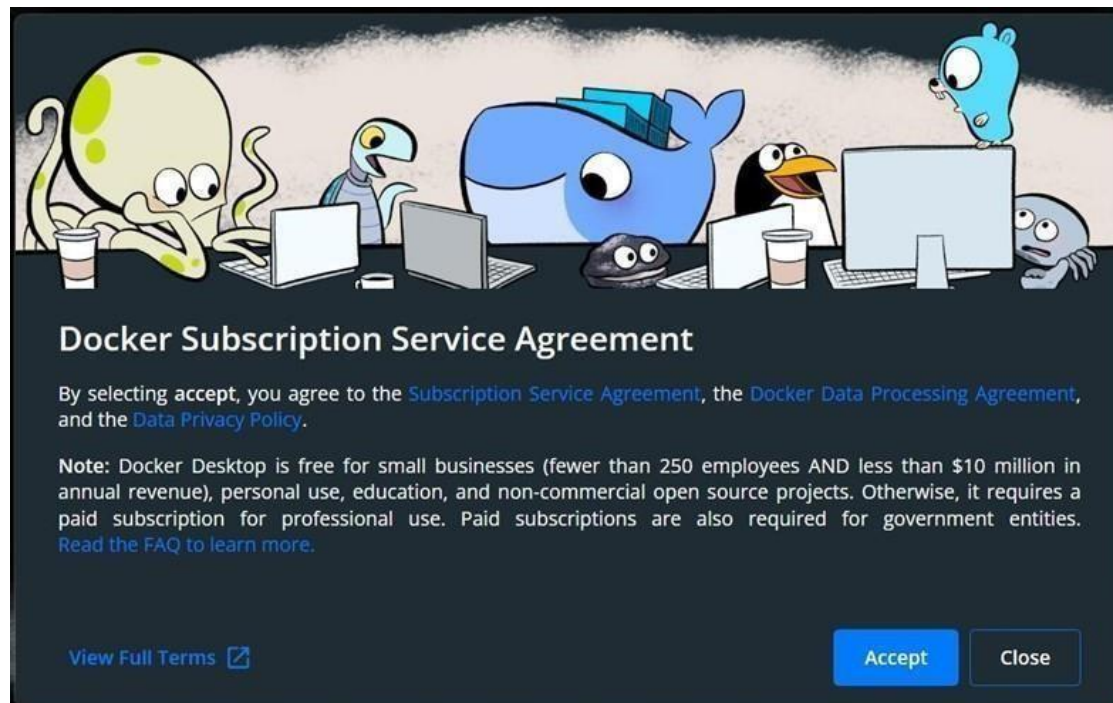 Docker Subscription Service Agreement
By selecting accept, you agree to the Subscription Service Agreement, the Docker Data Processing Agreement,
and the Data Privacy Policy.
Note: Docker Desktop is free for small businesses (fewer than 250 employees AND less than $10 million in
annual revenue), personal use, education, and non-commercial open source projects. Otherwise, it requires a
paid subscription for professional use. Paid subscriptions are also required for government entities.
Read the FAQ to learn more.
View Full Terms
Accept
Close